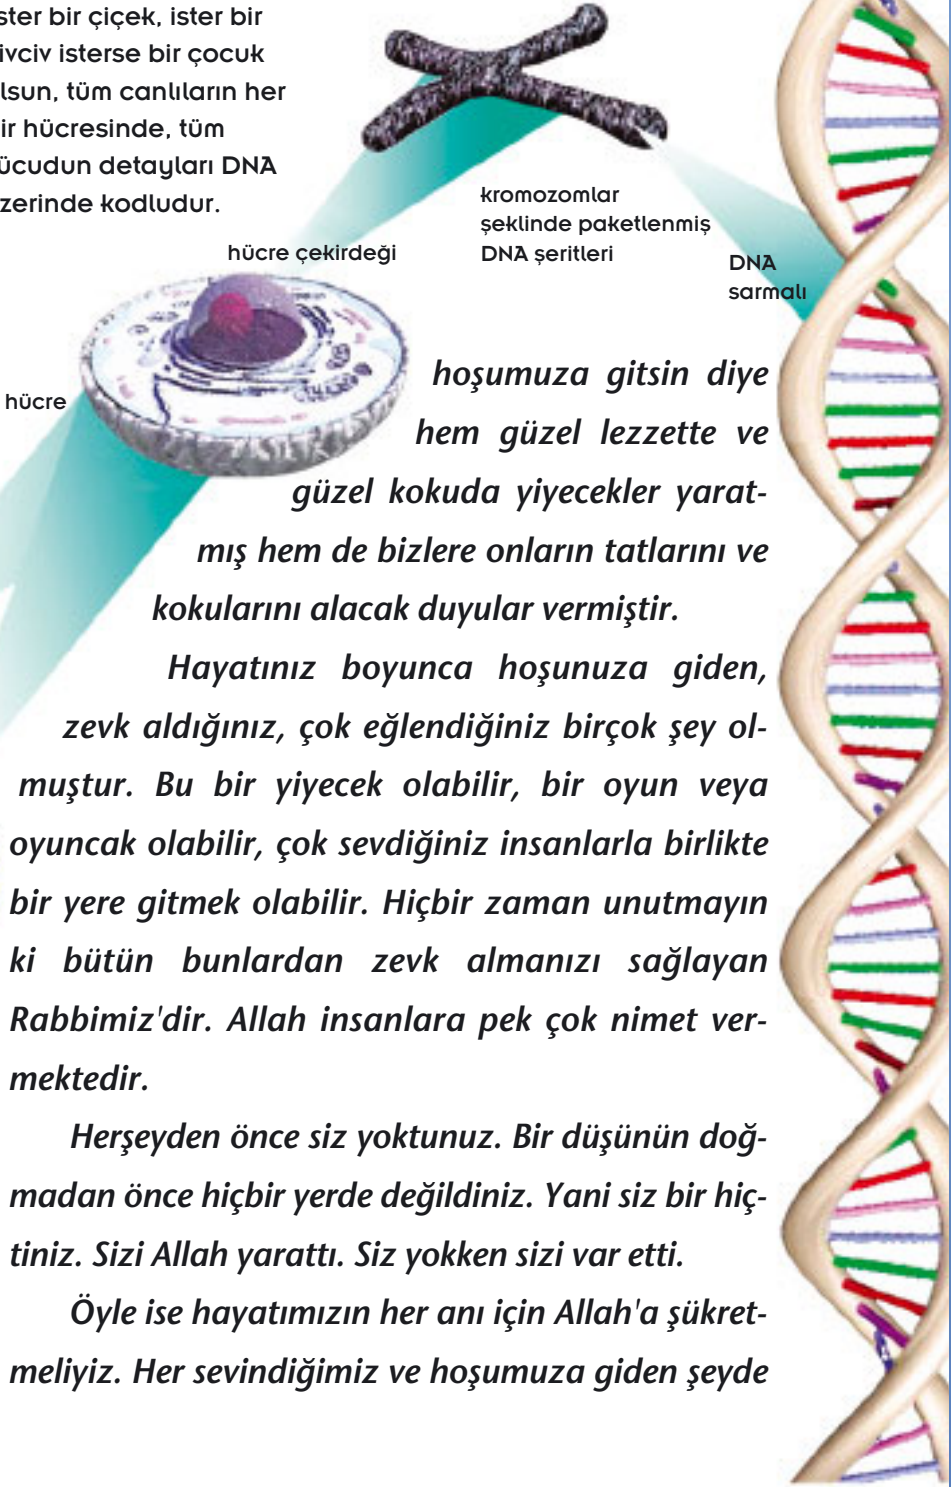 ster bir çiçek, ister bir
ivciv isterse bir çocuk
lsun, tüm canlıların her
ir hücresinde, tüm
ücudun detayları DNA
zerinde kodludur.
kromozomlar
şeklinde paketlenmiş
DNA şeritleri
hücre çekirdeği
DNA
sarmalı
hücre
hoşumuza gitsin diye
hem güzel lezzette ve
güzel kokuda yiyecekler yarat-
mış hem de bizlere onların tatlarını ve
kokularını alacak duyular vermiştir.
Hayatınız boyunca hoşunuza giden,
zevk aldığınız, çok eğlendiğiniz birçok şey ol-
muştur. Bu bir yiyecek olabilir, bir oyun veya
oyuncak olabilir, çok sevdiğiniz insanlarla birlikte
bir yere gitmek olabilir. Hiçbir zaman unutmayın
ki bütün bunlardan zevk almanızı sağlayan
Rabbimiz'dir. Allah insanlara pek çok nimet ver-
mektedir.
Herşeyden önce siz yoktunuz. Bir düşünün doğ-
madan önce hiçbir yerde değildiniz. Yani siz bir hiç-
tiniz. Sizi Allah yarattı. Siz yokken sizi var etti.
Öyle ise hayatımızın her anı için Allah'a şükret-
meliyiz. Her sevindiğimiz ve hoşumuza giden şeyde